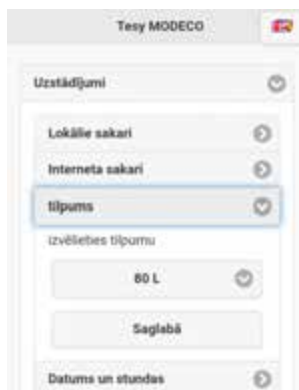 Tesy MODECO
Uzstādījumi
Lokālie sakari
Interneta sakari
tilpums
izvēlieties tilpumu
80 L
Saglabā
Datums un stundas